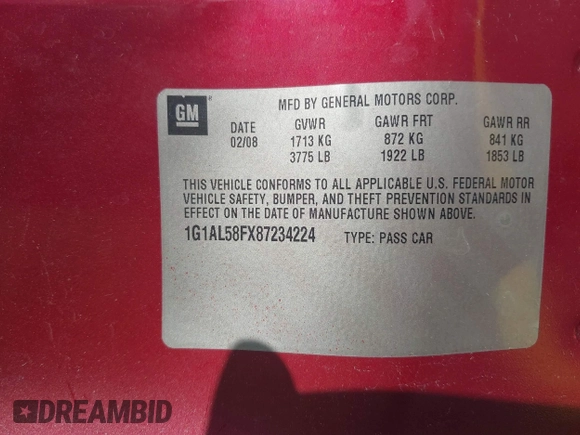 GM
MFD BY GENERAL MOTORS CORP.
DATE GVWR GAWR FRT GAWR RR
02/08 1713 KG 872 KG 841 KG
3775 LB 1922 LB 1853 LB
THIS VEHICLE CONFORMS TO ALL APPLICABLE U.S. FEDERAL MOTOR
VEHICLE SAFETY, BUMPER, AND THEFT PREVENTION STANDARDS IN
EFFECT ON THE DATE OF MANUFACTURE SHOWN ABOVE.
1G1AL58FX87234224 TYPE: PASS CAR
DREAMBID